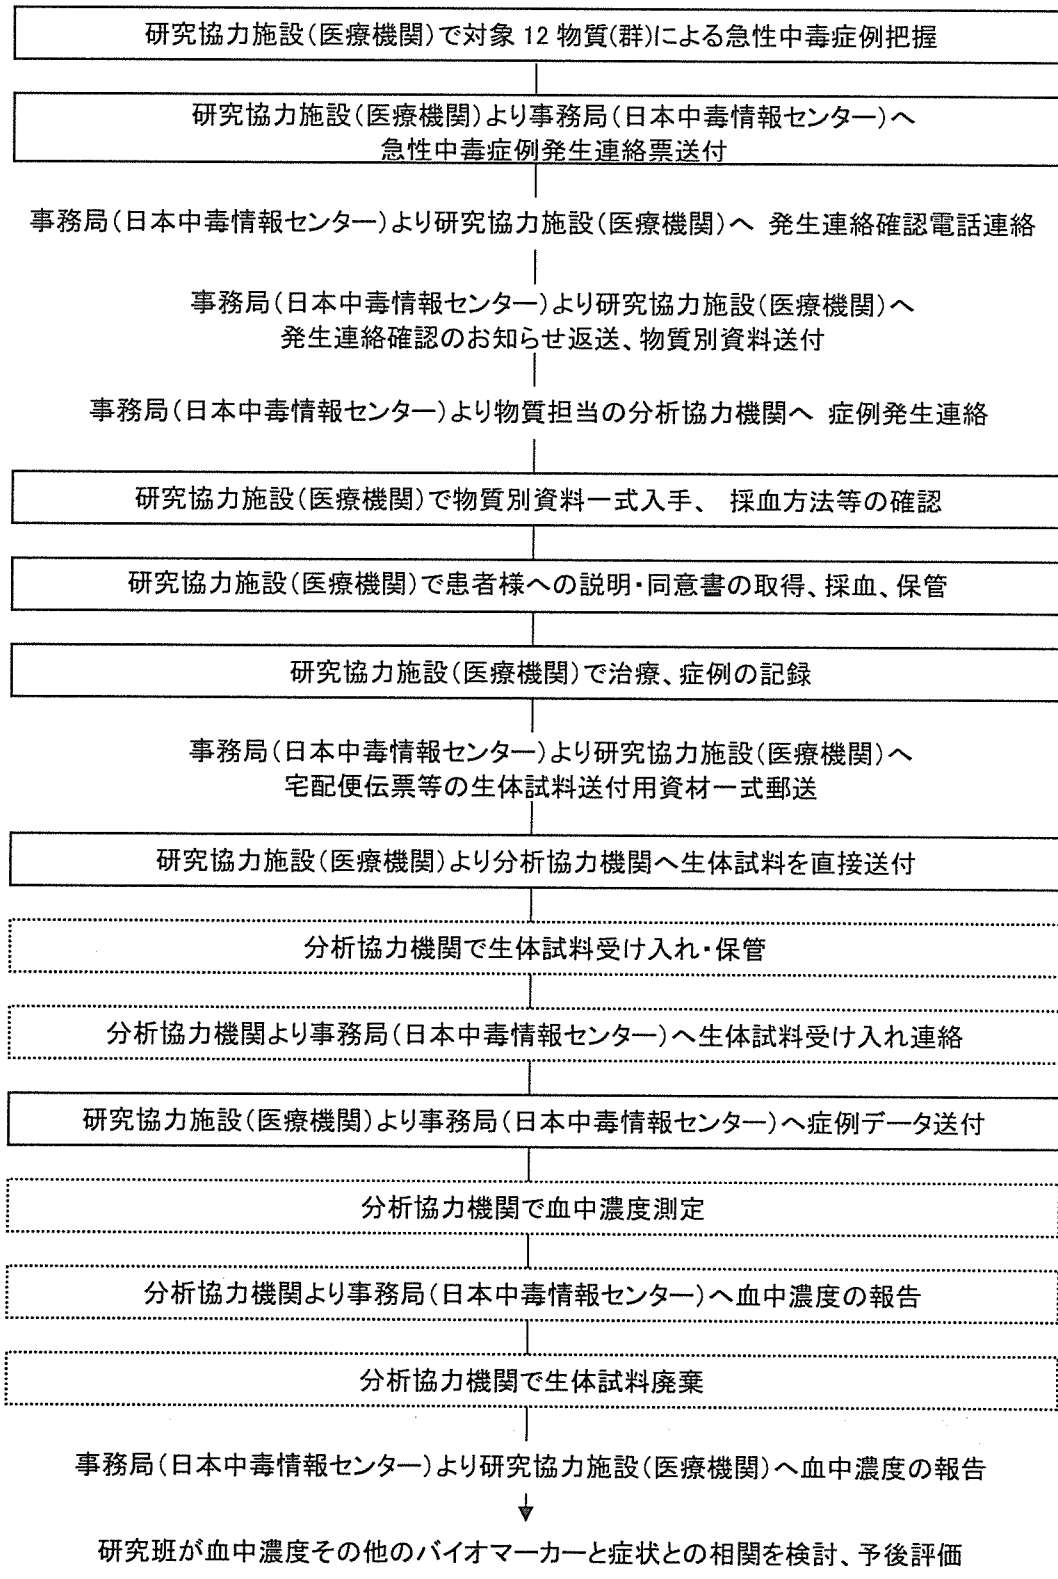 研究協力施設(医療機関)で対象 12 物質(群)による急性中毒症例把握
研究協力施設(医療機関)より事務局(日本中毒情報センター)へ
急性中毒症例発生連絡票送付
事務局(日本中毒情報センター)より研究協力施設(医療機関)へ 発生連絡確認電話連絡
事務局(日本中毒情報センター)より研究協力施設(医療機関)へ
発生連絡確認のお知らせ返送、物質別資料送付
事務局(日本中毒情報センター)より物質担当の分析協力機関へ 症例発生連絡
研究協力施設(医療機関)で物質別資料一式入手、 採血方法等の確認
研究協力施設(医療機関)で患者様への説明・同意書の取得、採血、保管
研究協力施設(医療機関)で治療、症例の記録
事務局(日本中毒情報センター)より研究協力施設(医療機関)へ
宅配便伝票等の生体試料送付用資材一式郵送
研究協力施設(医療機関)より分析協力機関へ生体試料を直接送付
分析協力機関で生体試料受け入れ・保管
分析協力機関より事務局(日本中毒情報センター)へ生体試料受け入れ連絡
研究協力施設(医療機関)より事務局(日本中毒情報センター)へ症例データ送付
分析協力機関で血中濃度測定
分析協力機関より事務局(日本中毒情報センター)へ血中濃度の報告
分析協力機関で生体試料廃棄
事務局(日本中毒情報センター)より研究協力施設(医療機関)へ血中濃度の報告
研究班が血中濃度その他のバイオマーカーと症状との相関を検討、予後評価